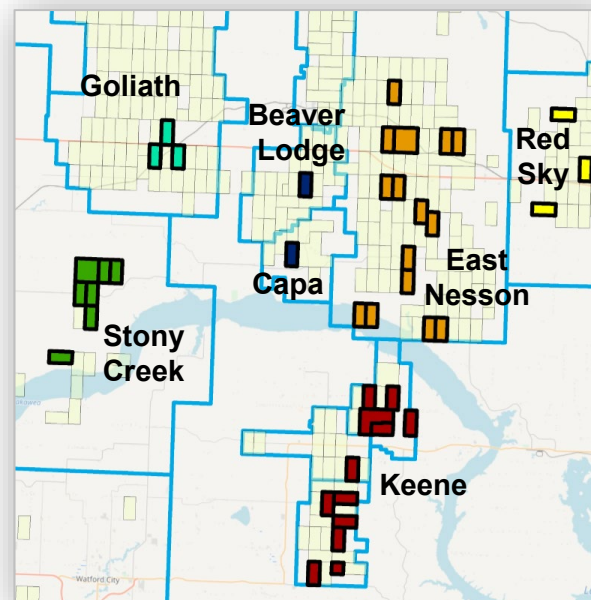 Goliath
Beaver
Lodge
Red
Sky
East
Nesson
Capa
Stony
Creek
Keene
Watford City